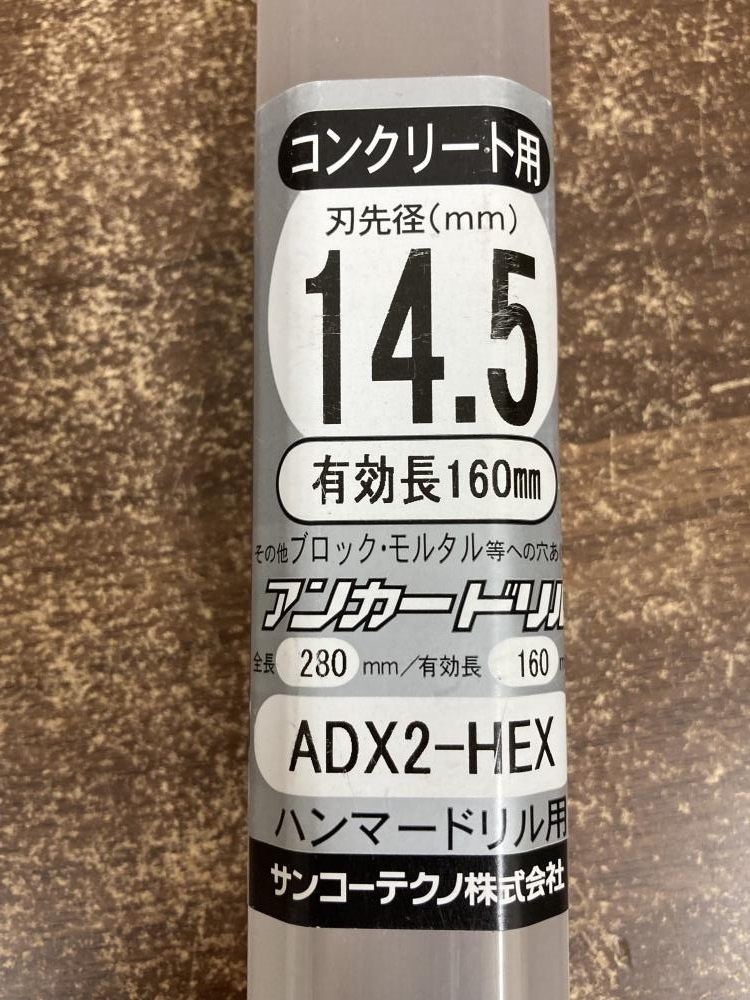 コンクリート用
刃先径(mm)
14.5
有効長160mm
その他ブロック・モルタル等への穴あ
アンカードリル
全長 280 mm/有効長 160
ADX2-HEX
ハンマードリル用
サンコーテクノ株式会社